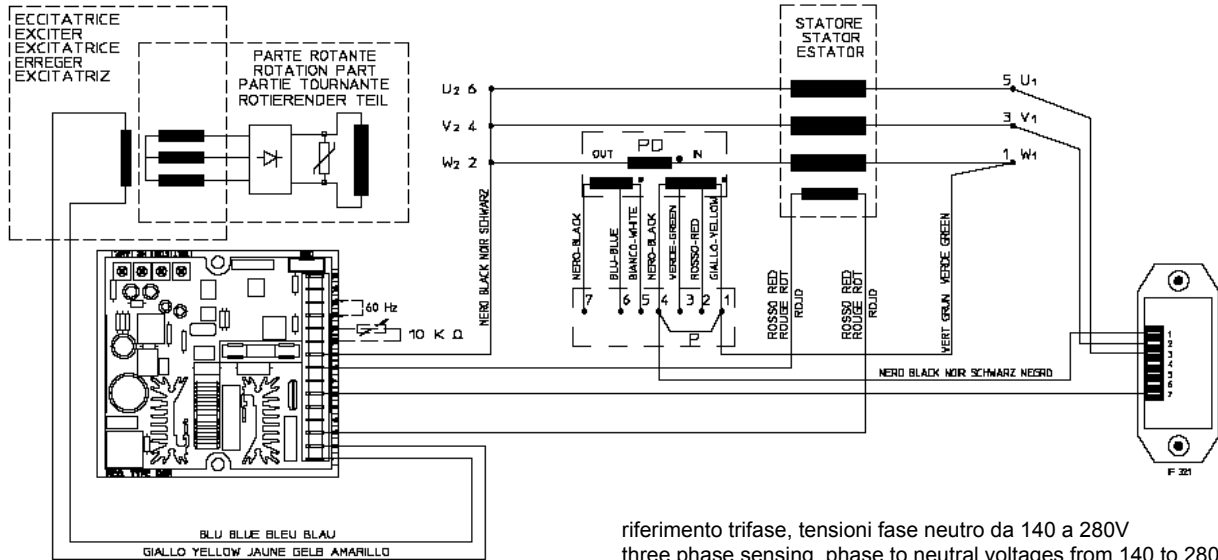 ECCITATRICE
EXCITER
EXCITATRICE
ERREGER
EXCITATRIZ
PARTE ROTANTE
ROTATION PART
PARTIE TOURNANTE
ROTIERENDER TEIL
STATORE
STATOR
ESTATOR
U2 6
V2 4
W2 2
5 U1
3 V1
1 W1
PD
OUT
IN
NERO BLACK NOIR SCHWARZ
NERO-BLACK
BLU-BLUE
BIANCO-WHITE
NERO-BLACK
VERDE-GREEN
ROSSO-RED
GIALLO-YELLOW
7 6 5 4 3 2 1
P
ROSSO RED
ROUGE ROT
ROJO
ROSSO RED
ROUGE ROT
ROJO
VERT GRUN VERDE GREEN
60 Hz
10 K Ω
NERO BLACK NOIR SCHWARZ NEGRO
1
2
3
4
5
6
7
IF 321
BLU BLUE BLEU BLAU
GIALLO YELLOW JAUNE GELB AMARILLO
riferimento trifase, tensioni fase neutro da 140 a 280V
three phase sensing, phase to neutral voltages from 140 to 280